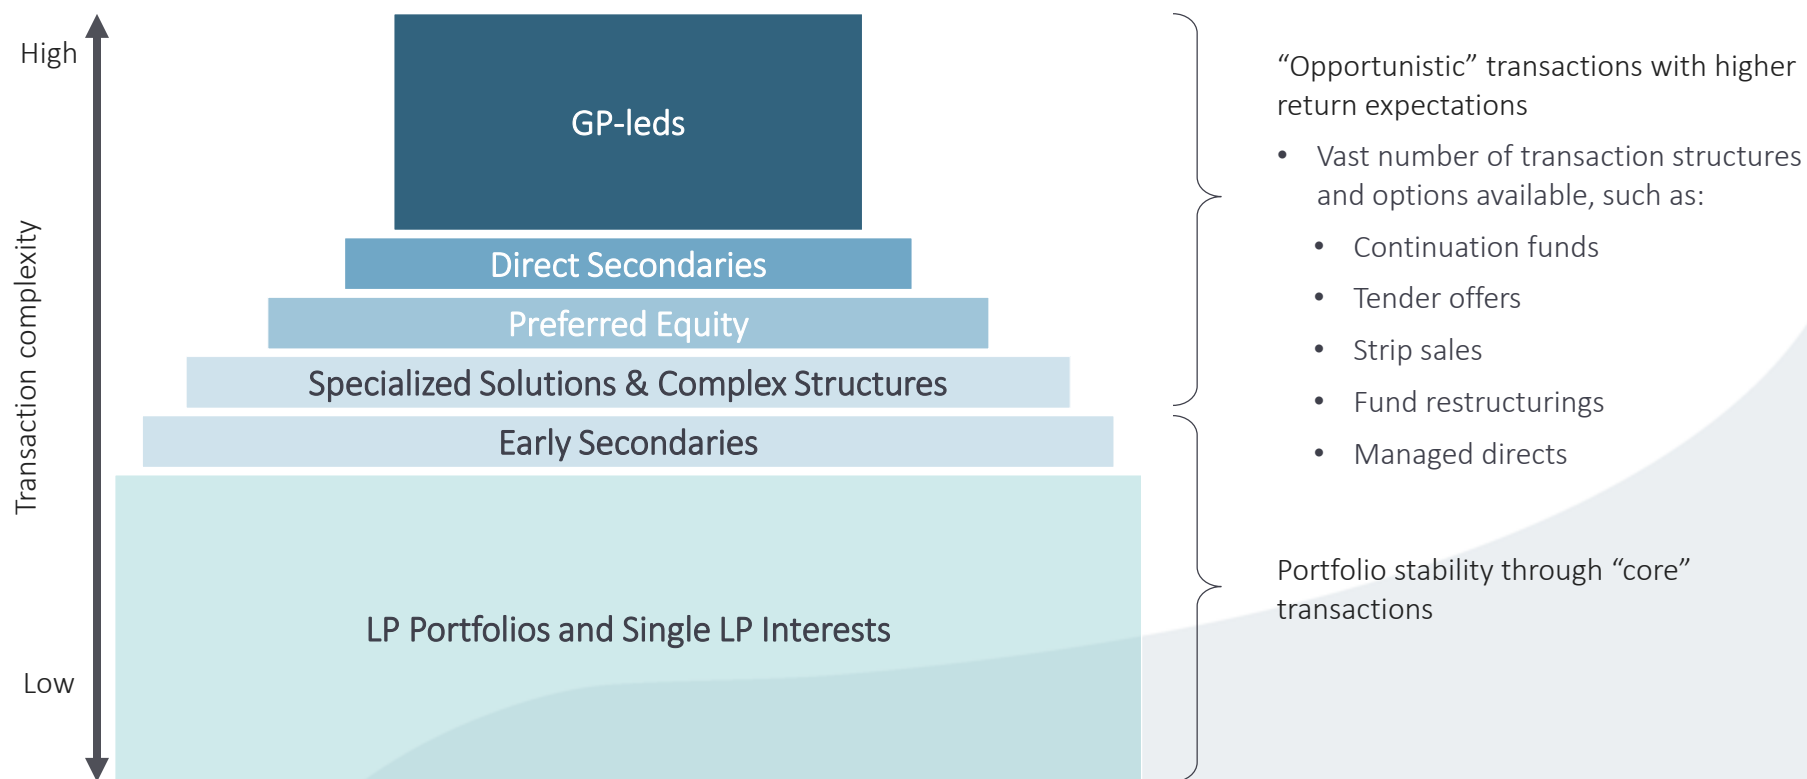 High
Transaction complexity
Low
GP-leds
Direct Secondaries
Preferred Equity
Specialized Solutions & Complex Structures
Early Secondaries
LP Portfolios and Single LP Interests
“Opportunistic” transactions with higher
return expectations
• Vast number of transaction structures
and options available, such as:
• Continuation funds
• Tender offers
• Strip sales
• Fund restructurings
• Managed directs
Portfolio stability through “core”
transactions